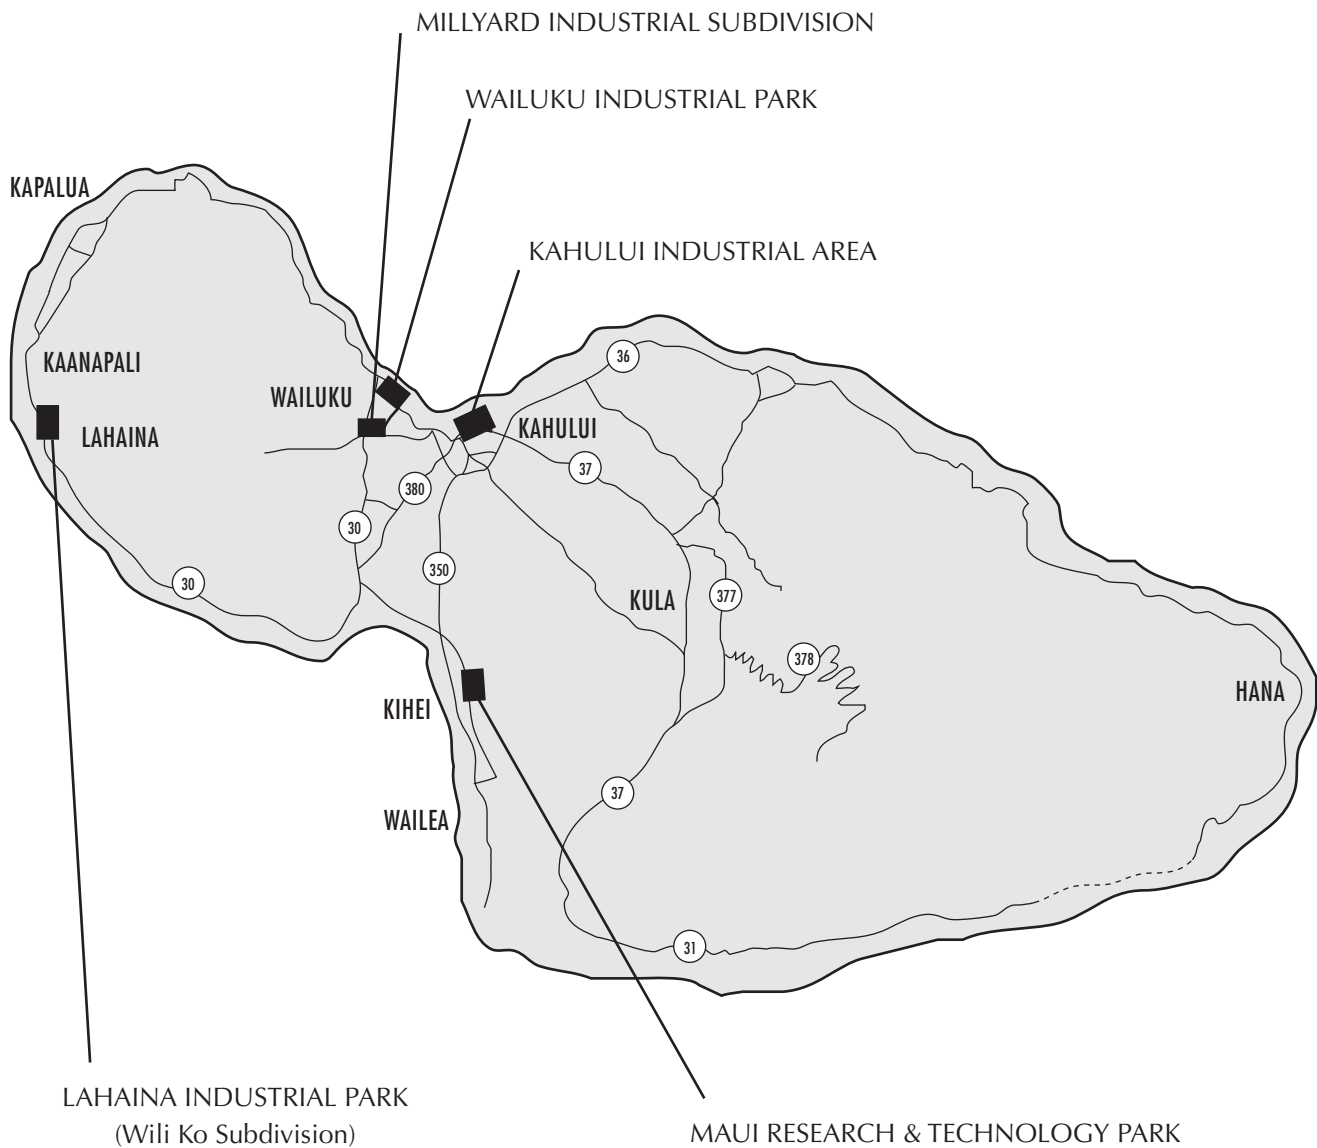 MILLYARD INDUSTRIAL SUBDIVISION
WAILUKU INDUSTRIAL PARK
KAPALUA
KAHULUI INDUSTRIAL AREA
36
KAANAPALI
WAILUKU
KAHULUI
LAHAINA
37
380
30
350
30
KULA
377
378
HANA
KIHEI
37
WAILEA
31
LAHAINA INDUSTRIAL PARK
(Wili Ko Subdivision)
MAUI RESEARCH & TECHNOLOGY PARK